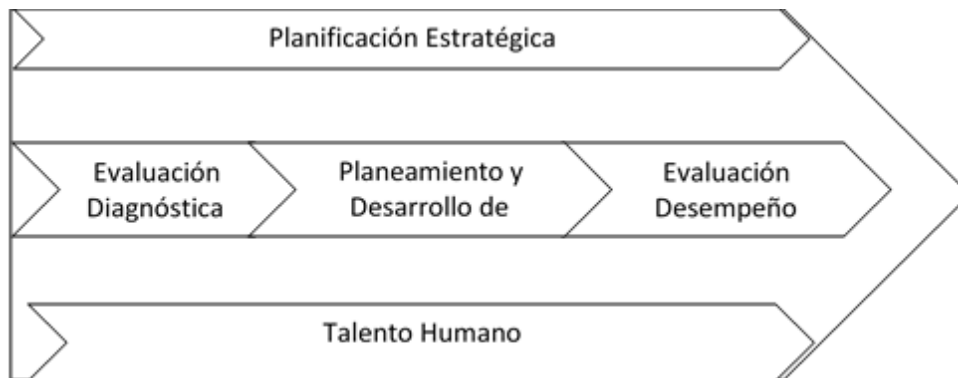 Planificación Estratégica
Evaluación
Diagnóstica
Planeamiento y
Desarrollo de
Evaluación
Desempeño
Talento Humano